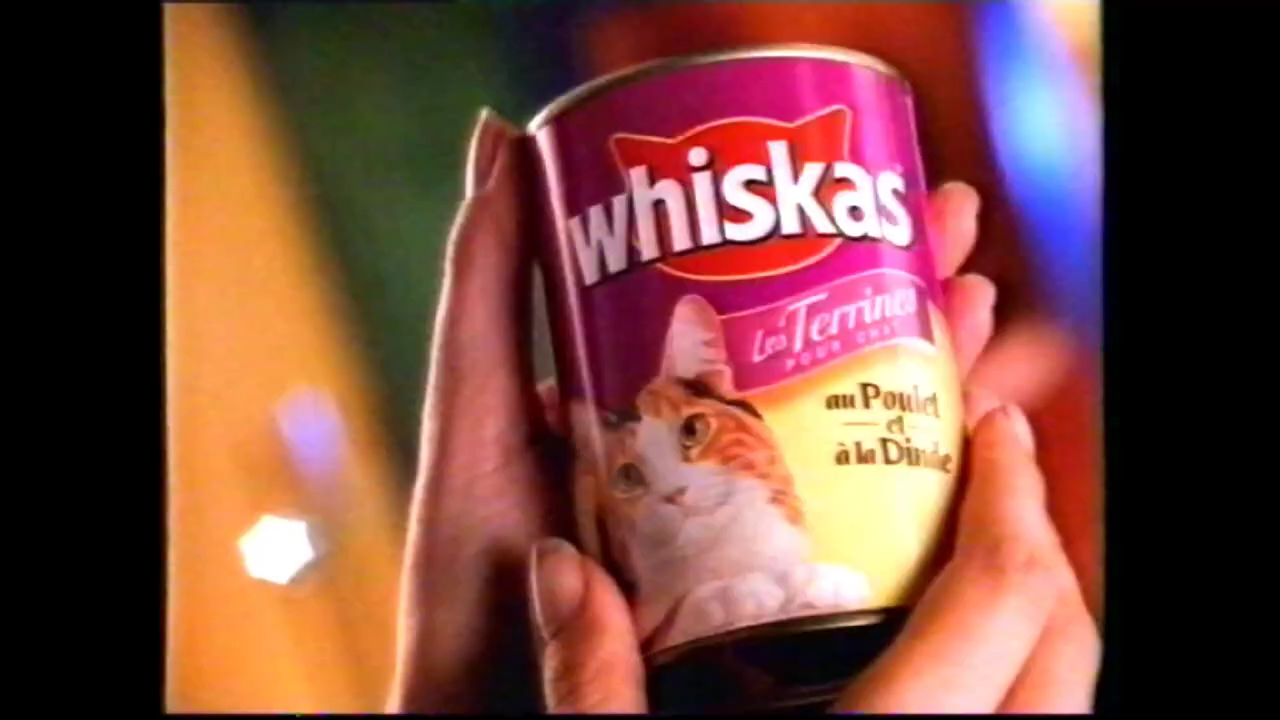 whiskas
Les Terrines
POUR CHAT
au Poulet
et
à la Dinde